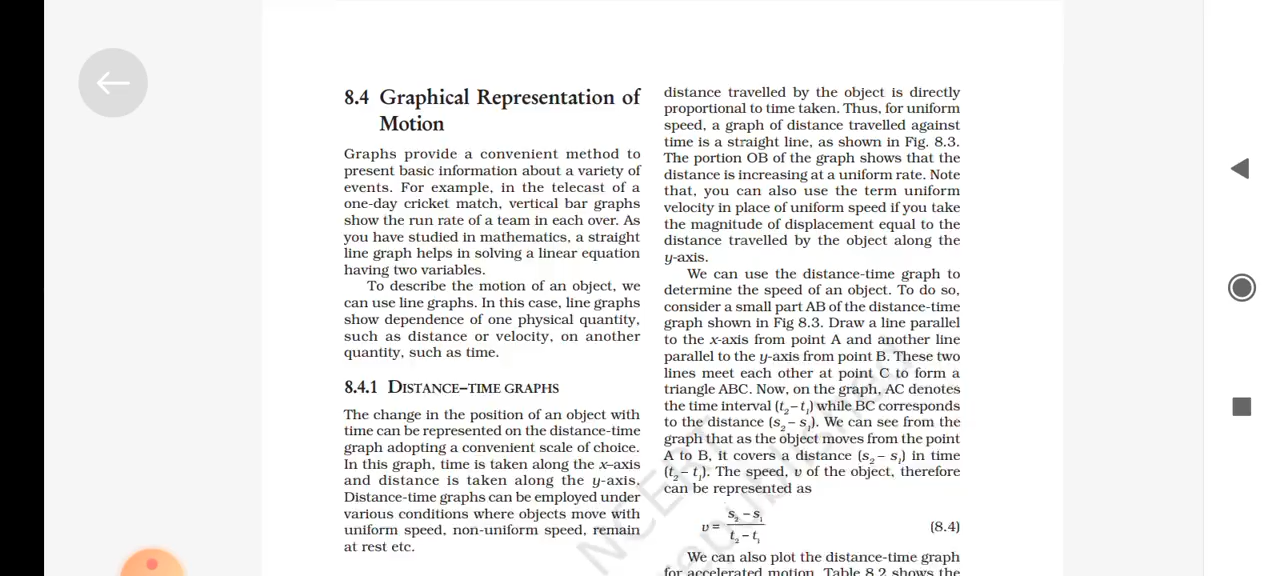 8.4 Graphical Representation of
Motion
Graphs provide a convenient method to
present basic information about a variety of
events. For example, in the telecast of a
one-day cricket match, vertical bar graphs
show the run rate of a team in each over. As
you have studied in mathematics, a straight
line graph helps in solving a linear equation
having two variables.
To describe the motion of an object, we
can use line graphs. In this case, line graphs
show dependence of one physical quantity,
such as distance or velocity, on another
quantity, such as time.
8.4.1 DISTANCE–TIME GRAPHS
The change in the position of an object with
time can be represented on the distance-time
graph adopting a convenient scale of choice.
In this graph, time is taken along the x–axis
and distance is taken along the y-axis.
Distance-time graphs can be employed under
various conditions where objects move with
uniform speed, non-uniform speed, remain
at rest etc.
distance travelled by the object is directly
proportional to time taken. Thus, for uniform
speed, a graph of distance travelled against
time is a straight line, as shown in Fig. 8.3.
The portion OB of the graph shows that the
distance is increasing at a uniform rate. Note
that, you can also use the term uniform
velocity in place of uniform speed if you take
the magnitude of displacement equal to the
distance travelled by the object along the
y-axis.
We can use the distance-time graph to
determine the speed of an object. To do so,
consider a small part AB of the distance-time
graph shown in Fig 8.3. Draw a line parallel
to the x-axis from point A and another line
parallel to the y-axis from point B. These two
lines meet each other at point C to form a
triangle ABC. Now, on the graph, AC denotes
the time interval (t₂– t₁) while BC corresponds
to the distance (s₂ – s₁). We can see from the
graph that as the object moves from the point
A to B, it covers a distance (s₂ – s₁) in time
(t₂ – t₁). The speed, v of the object, therefore
can be represented as
v = (s₂ – s₁)/(t₂ – t₁) (8.4)
We can also plot the distance-time graph
for accelerated motion. Table 8.2 shows the
NCERT
republished